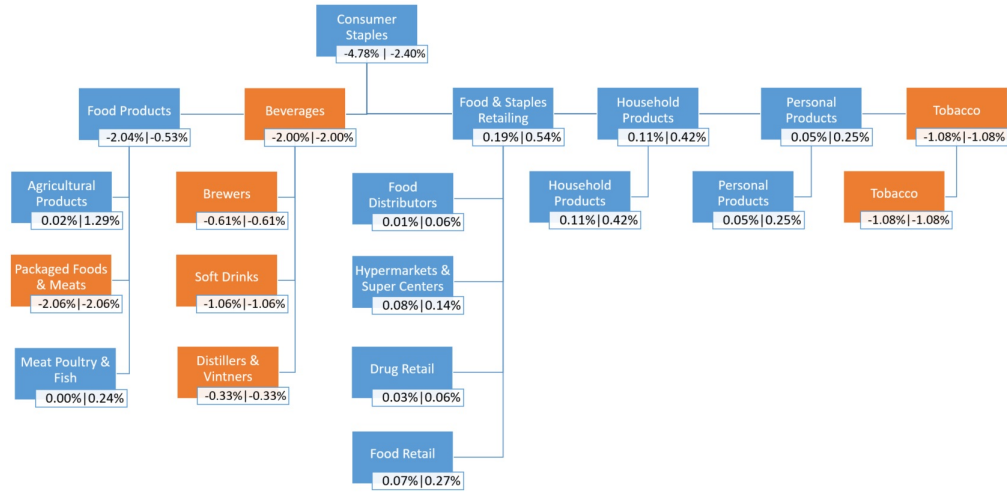 Consumer
Staples
-4.78% | -2.40%
Food Products
-2.04%|-0.53%
Beverages
-2.00%|-2.00%
Food & Staples
Retailing
0.19%|0.54%
Household
Products
0.11%|0.42%
Personal
Products
0.05%|0.25%
Tobacco
-1.08%|-1.08%
Agricultural
Products
0.02%|1.29%
Brewers
-0.61%|-0.61%
Food
Distributors
0.01%|0.06%
Household
Products
0.11%|0.42%
Personal
Products
0.05%|0.25%
Tobacco
-1.08%|-1.08%
Packaged Foods
& Meats
-2.06%|-2.06%
Soft Drinks
-1.06%|-1.06%
Hypermarkets &
Super Centers
0.08%|0.14%
Meat Poultry &
Fish
0.00%|0.24%
Distillers &
Vintners
-0.33%|-0.33%
Drug Retail
0.03%|0.06%
Food Retail
0.07%|0.27%